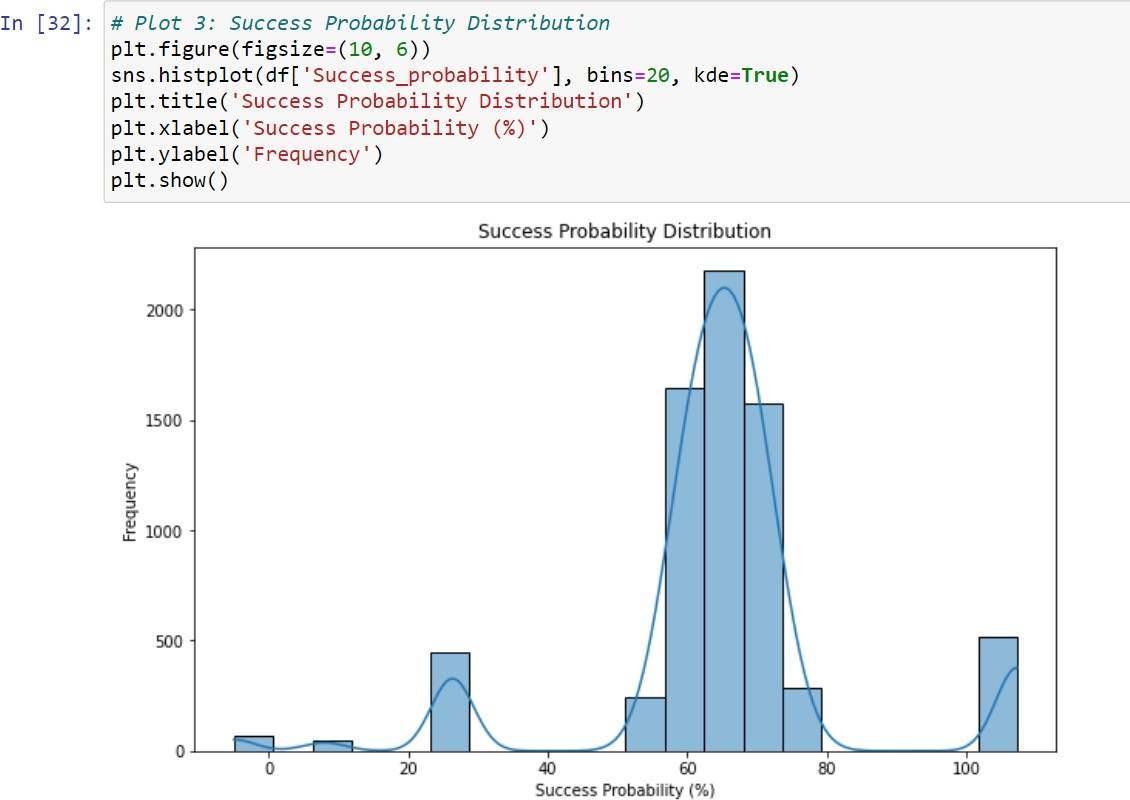 In [32]: # Plot 3: Success Probability Distribution
plt.figure(figsize=(10, 6))
sns.histplot(df['Success_probability'], bins=20, kde=True)
plt.title('Success Probability Distribution')
plt.xlabel('Success Probability (%)')
plt.ylabel('Frequency')
plt.show()
Success Probability Distribution
2000
1500
1000
500
0
Frequency
0 20 40 60 80 100
Success Probability (%)